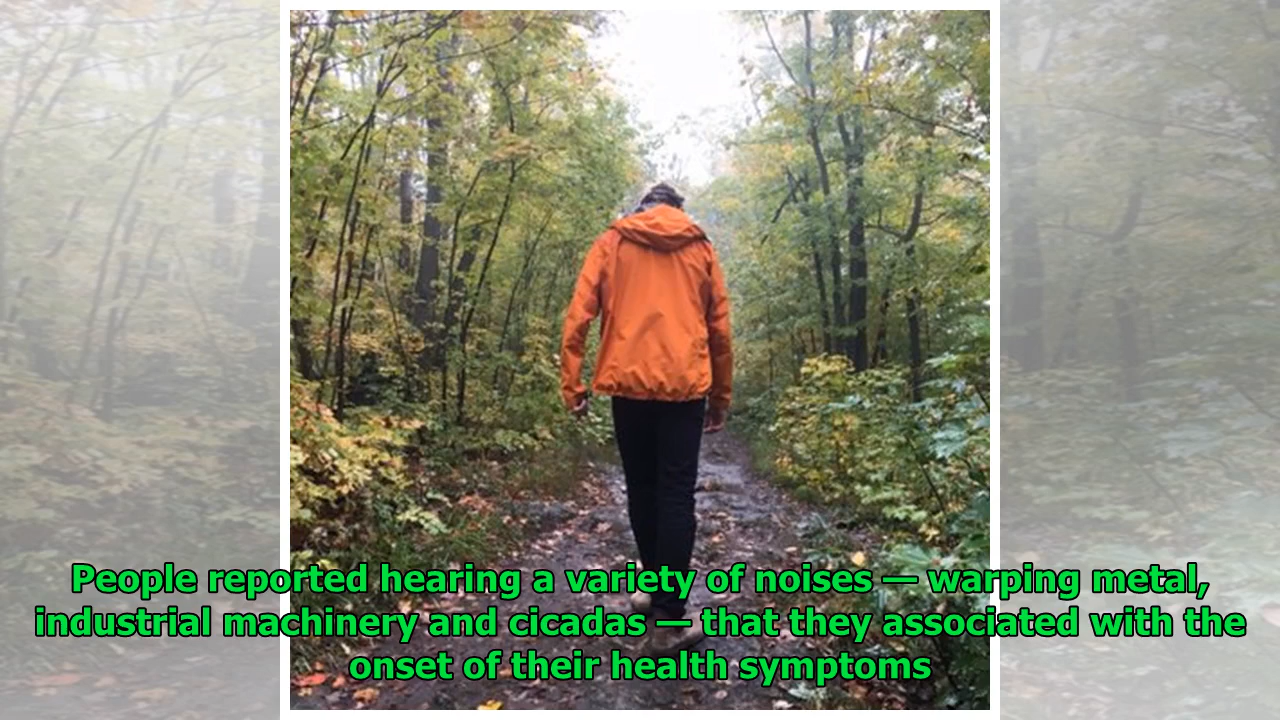 People reported hearing a variety of noises — warping metal,
industrial machinery and cicadas — that they associated with the
onset of their health symptoms